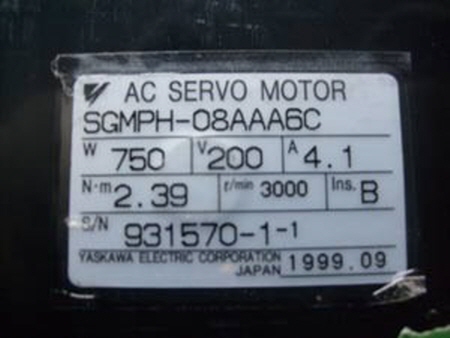 AC SERVO MOTOR
SGMPH-08AAA6C
W 750 V 200 A 4.1
N·m 2.39 r/min 3000 Ins. B
S/N 931570-1-1
YASKAWA ELECTRIC CORPORATION
JAPAN 1999.09